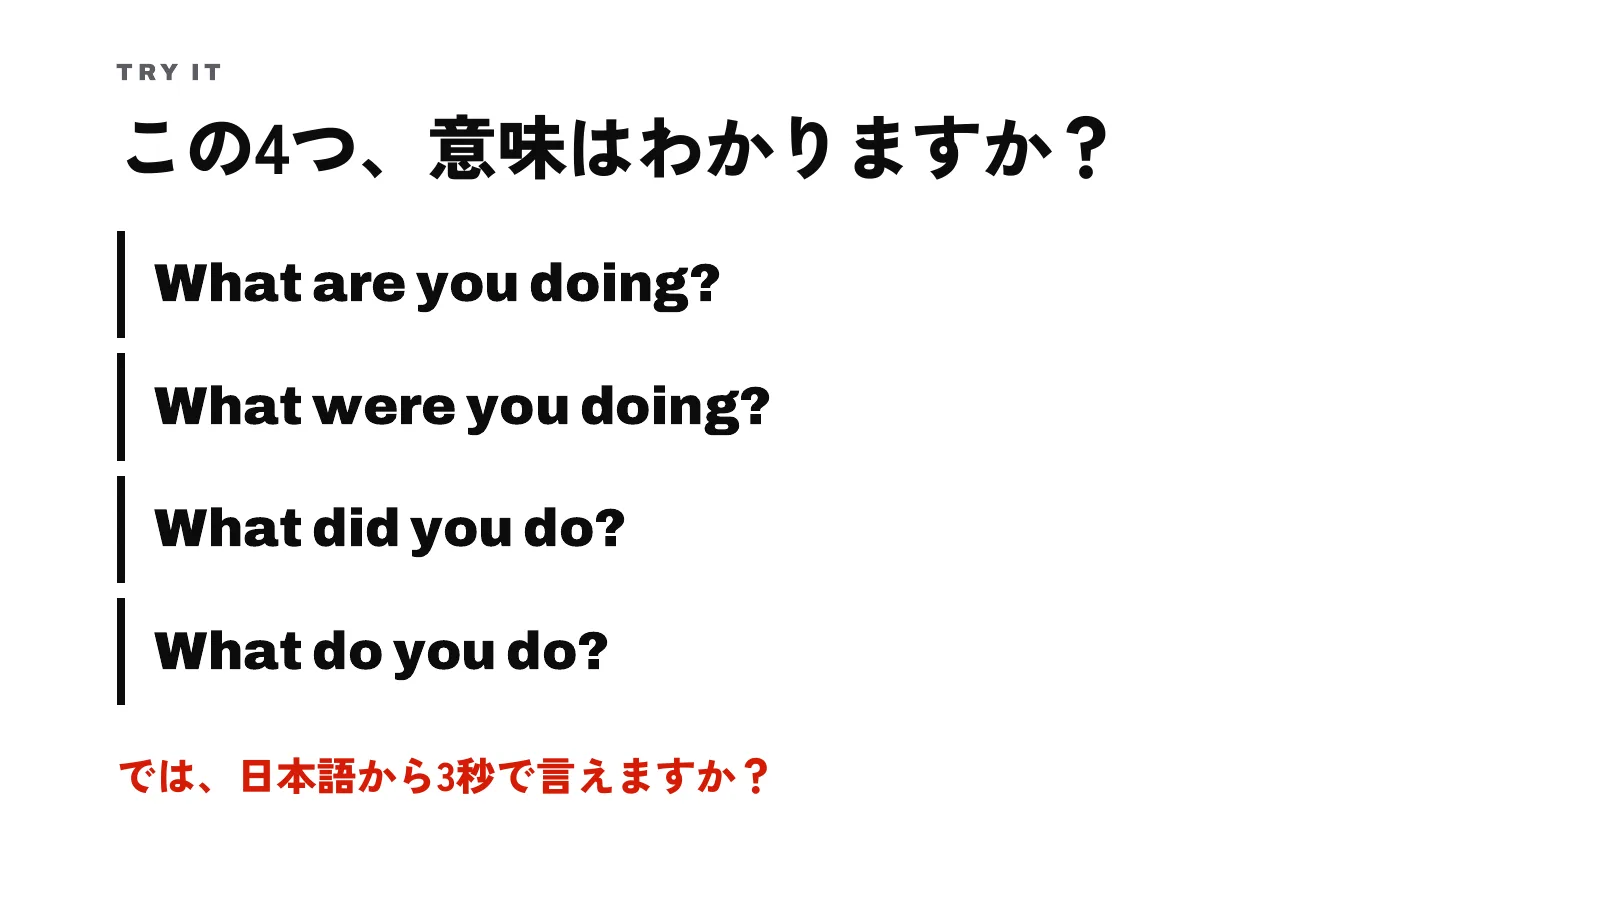 TRY IT
この4つ、意味はわかりますか？
What are you doing?
What were you doing?
What did you do?
What do you do?
では、日本語から3秒で言えますか？